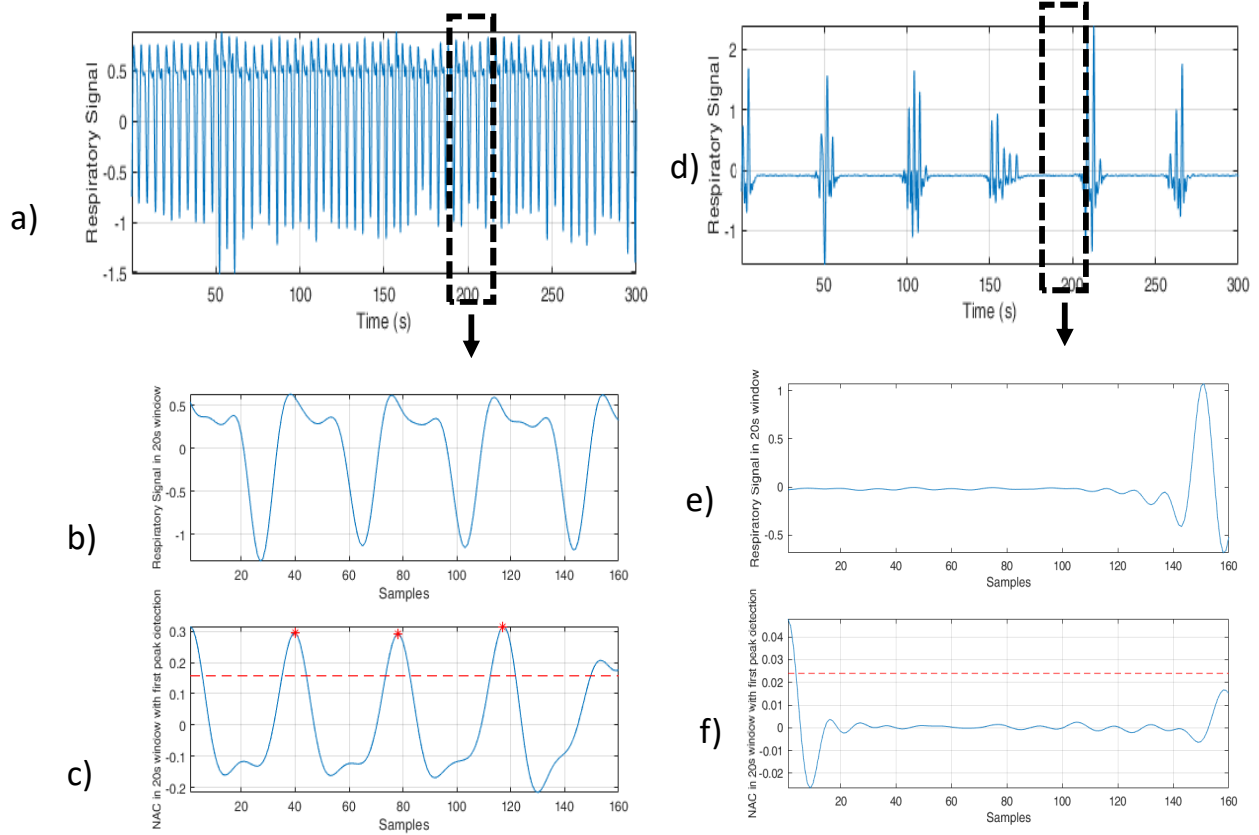 a)
Respiratory Signal
0.5
0
-0.5
-1
-1.5
50 100 150 200 250 300
Time (s)
b)
Respiratory Signal in 20s window
0.5
0
-0.5
-1
20 40 60 80 100 120 140 160
Samples
c)
NAC in 20s window with first peak detection
0.3
0.2
0.1
0
-0.1
-0.2
20 40 60 80 100 120 140 160
Samples
d)
Respiratory Signal
2
1
0
-1
50 100 150 200 250 300
Time (s)
e)
Respiratory Signal in 20s window
1
0.5
0
-0.5
20 40 60 80 100 120 140 160
Samples
f)
NAC in 20s window with first peak detection
0.04
0.03
0.02
0.01
0
-0.01
-0.02
20 40 60 80 100 120 140 160
Samples